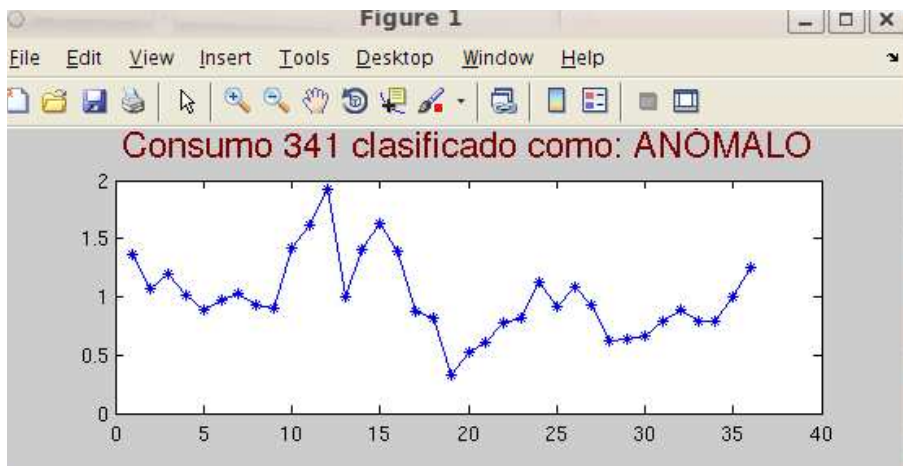 Figure 1
File Edit View Insert Tools Desktop Window Help
Consumo 341 clasificado como: ANÓMALO
2
1.5
1
0.5
0
0 5 10 15 20 25 30 35 40